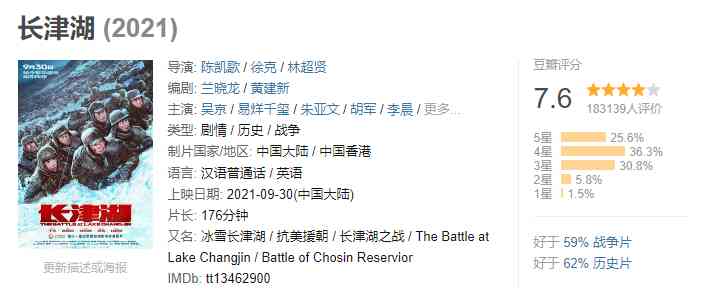 长津湖 (2021)
9月30日
长津湖
THE BATTLE AT LAKE CHANGJIN
更新描述或海报
导演: 陈凯歌 / 徐克 / 林超贤
编剧: 兰晓龙 / 黄建新
主演: 吴京 / 易烊千玺 / 朱亚文 / 胡军 / 李晨 / 更多...
类型: 剧情 / 历史 / 战争
制片国家/地区: 中国大陆 / 中国香港
语言: 汉语普通话 / 英语
上映日期: 2021-09-30(中国大陆)
片长: 176分钟
又名: 冰雪长津湖 / 抗美援朝 / 长津湖之战 / The Battle at
Lake Changjin / Battle of Chosin Reservior
IMDb: tt13462900
豆瓣评分
7.6
183139人评价
5星 25.6%
4星 36.3%
3星 30.8%
2星 5.8%
1星 1.5%
好于 59% 战争片
好于 62% 历史片